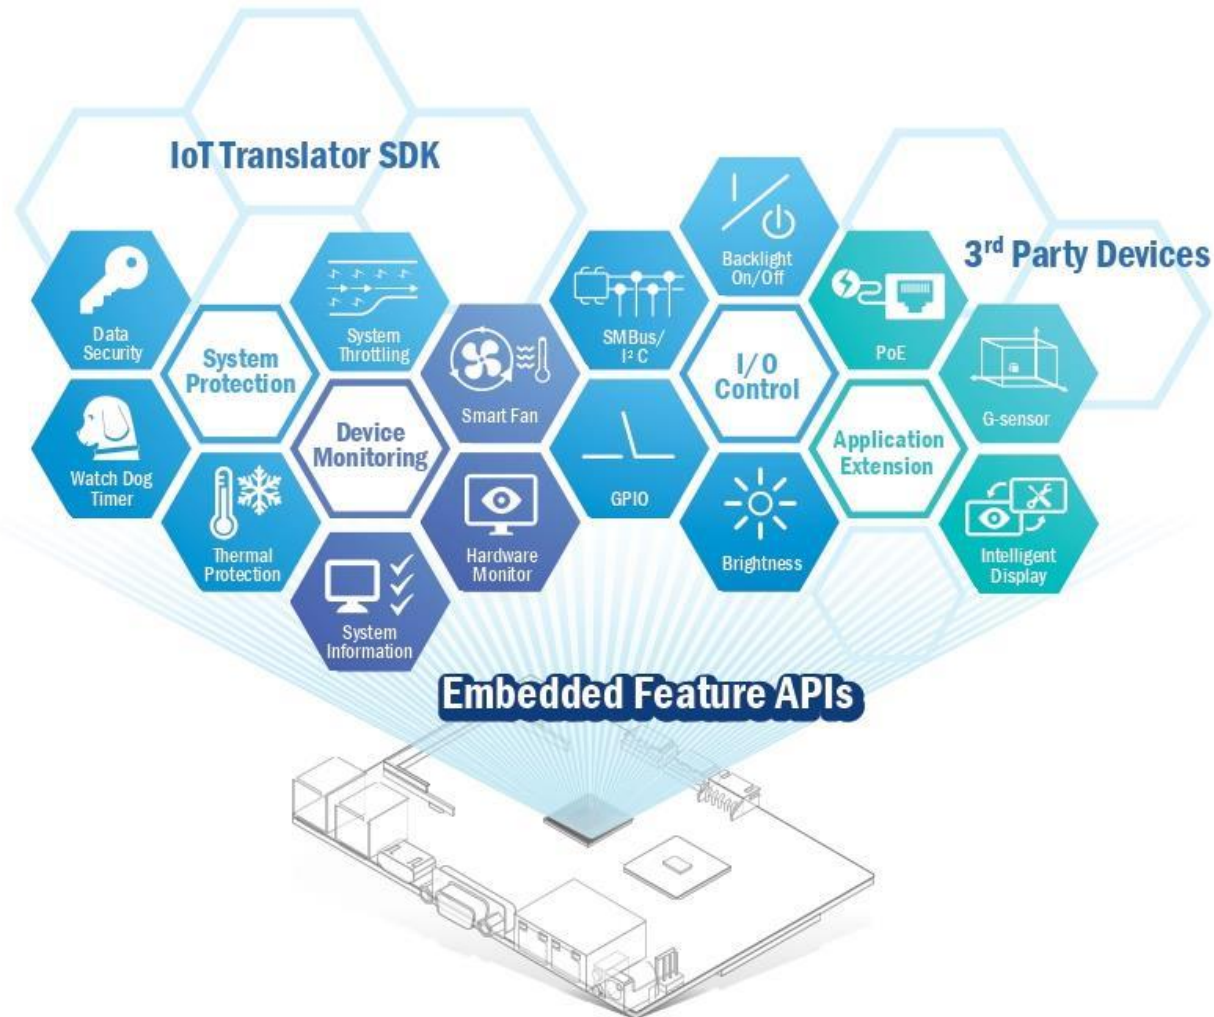 IoT Translator SDK
3rd Party Devices
Backlight
On/Off
Data
Security
System
Throttling
SMBus/
I² C
PoE
System
Protection
I/O
Control
Smart Fan
G-sensor
Device
Monitoring
Application
Extension
Watch Dog
Timer
GPIO
Thermal
Protection
Hardware
Monitor
Brightness
Intelligent
Display
System
Information
Embedded Feature APIs